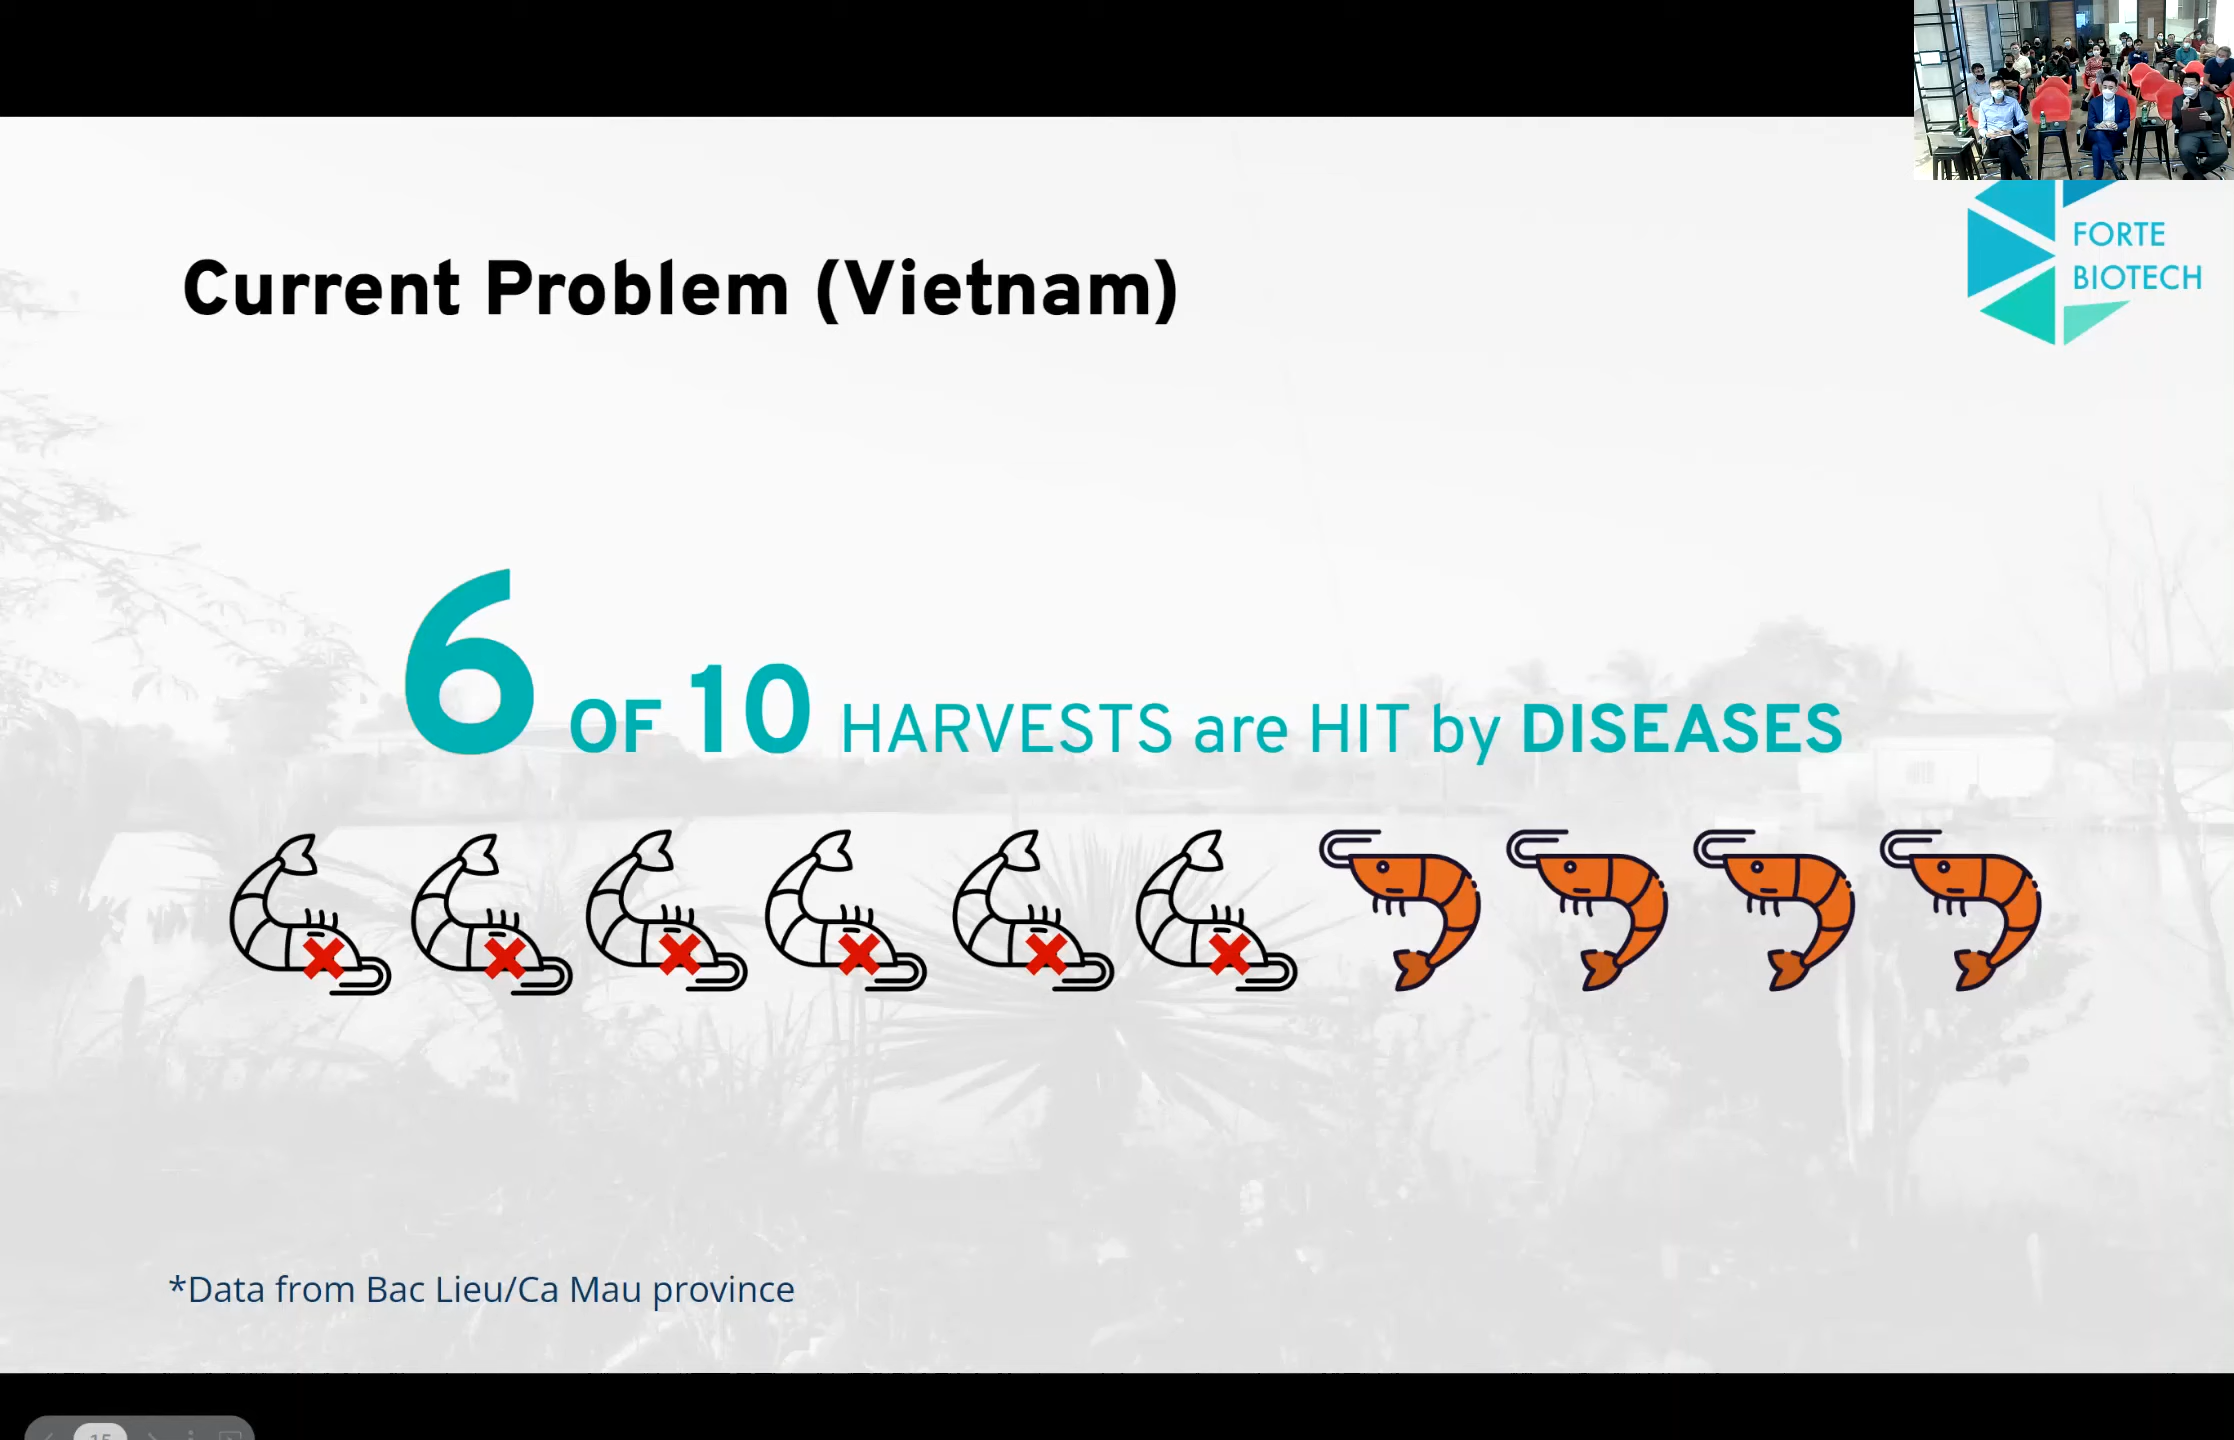 FORTE
BIOTECH
Current Problem (Vietnam)
6 OF 10 HARVESTS are HIT by DISEASES
*Data from Bac Lieu/Ca Mau province
15